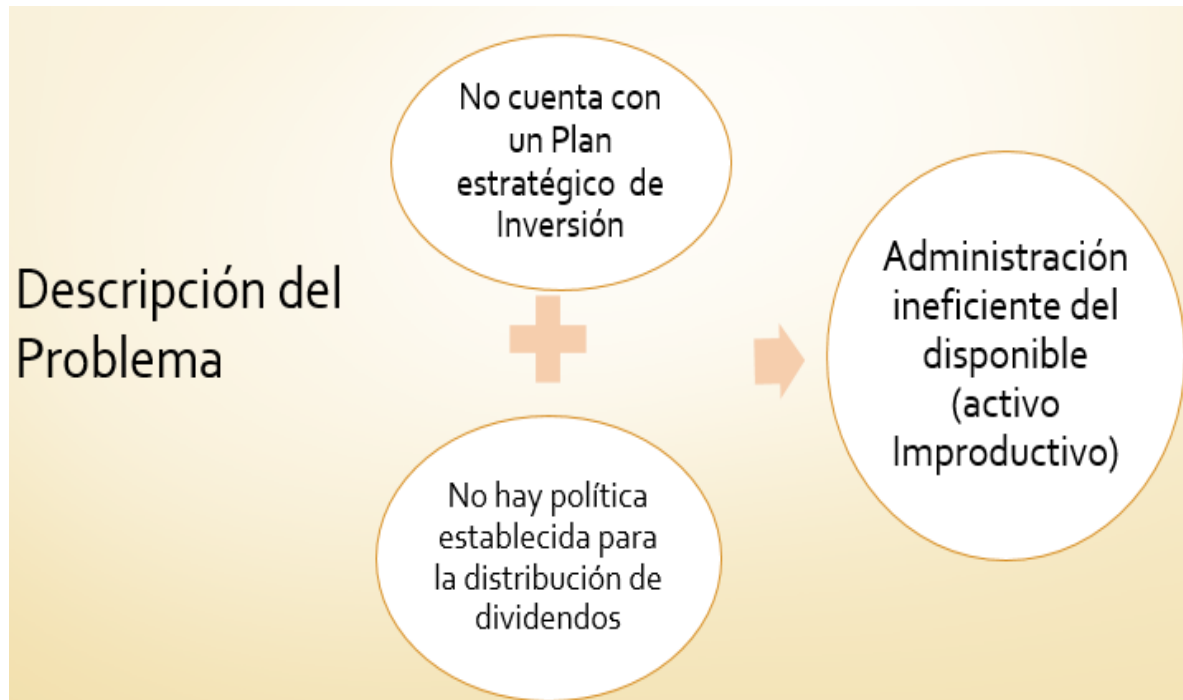 Descripción del
Problema
No cuenta con
un Plan
estratégico de
Inversión
No hay política
establecida para
la distribución de
dividendos
Administración
ineficiente del
disponible
(activo
Improductivo)